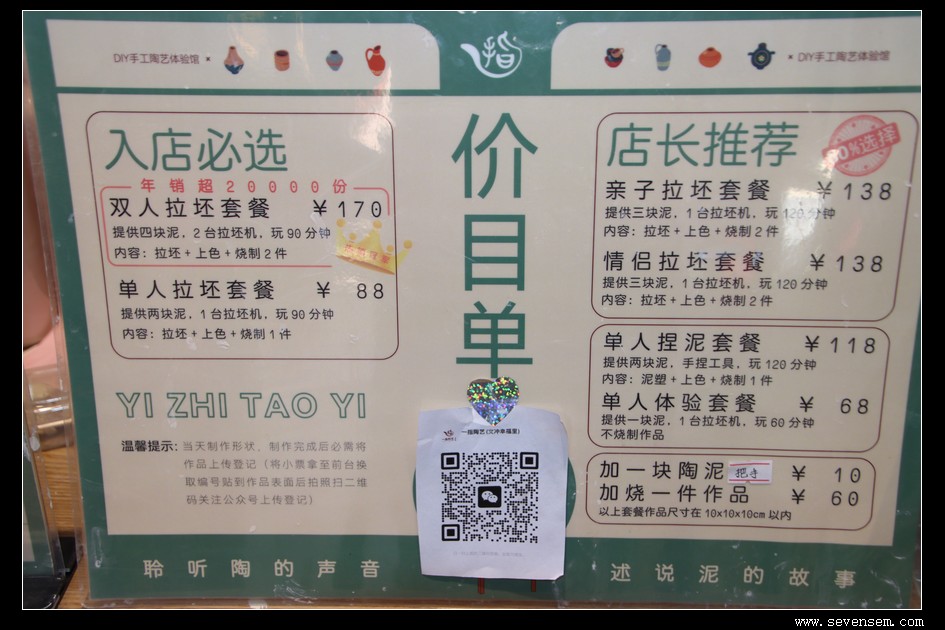 DIY手工陶艺体验馆 ×
指
× DIY手工陶艺体验馆
入店必选
年销超20000份
双人拉坯套餐 ¥170
提供四块泥，2台拉坯机，玩90分钟
内容：拉坯+上色+烧制2件
单人拉坯套餐 ¥ 88
提供两块泥，1台拉坯机，玩90分钟
内容：拉坯+上色+烧制1件
YI ZHI TAO YI
温馨提示：当天制作形状、制作完成后必需将
作品上传登记（将小票拿至前台换
取编号贴到作品表面后拍照扫二维
码关注公众号上传登记）
价目单
店长推荐
0%选择
亲子拉坯套餐 ¥138
提供三块泥，1台拉坯机，玩120分钟
内容：拉坯+上色+烧制2件
情侣拉坯套餐 ¥138
提供三块泥，1台拉坯机，玩120分钟
内容：拉坯+上色+烧制2件
单人捏泥套餐 ¥118
提供两块泥，手捏工具，玩120分钟
内容：泥塑+上色+烧制1件
单人体验套餐 ¥ 68
提供一块泥，1台拉坯机，玩60分钟
不烧制作品
加一块陶泥 把手 ¥ 10
加烧一件作品 ¥ 60
以上套餐作品尺寸在10x10x10cm以内
聆听陶的声音
述说泥的故事
www.sevensem.com